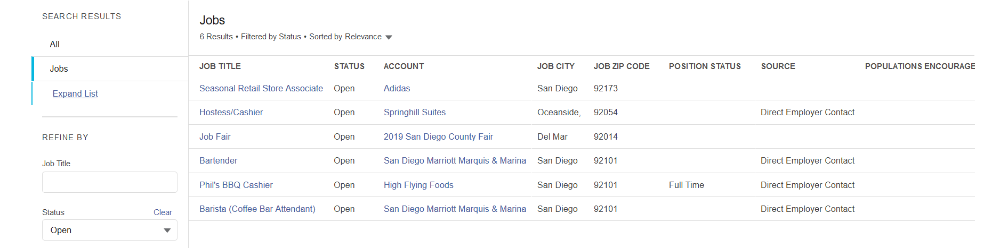 SEARCH RESULTS
All
Jobs
Expand List
REFINE BY
Job Title
Status Clear
Open
Jobs
6 Results • Filtered by Status • Sorted by Relevance
JOB TITLE STATUS ACCOUNT JOB CITY JOB ZIP CODE POSITION STATUS SOURCE POPULATIONS ENCOURAGE
Seasonal Retail Store Associate Open Adidas San Diego 92173
Hostess/Cashier Open Springhill Suites Oceanside, 92054 Direct Employer Contact
Job Fair Open 2019 San Diego County Fair Del Mar 92014
Bartender Open San Diego Marriott Marquis & Marina San Diego 92101 Direct Employer Contact
Phil's BBQ Cashier Open High Flying Foods San Diego 92101 Full Time Direct Employer Contact
Barista (Coffee Bar Attendant) Open San Diego Marriott Marquis & Marina San Diego 92101 Direct Employer Contact